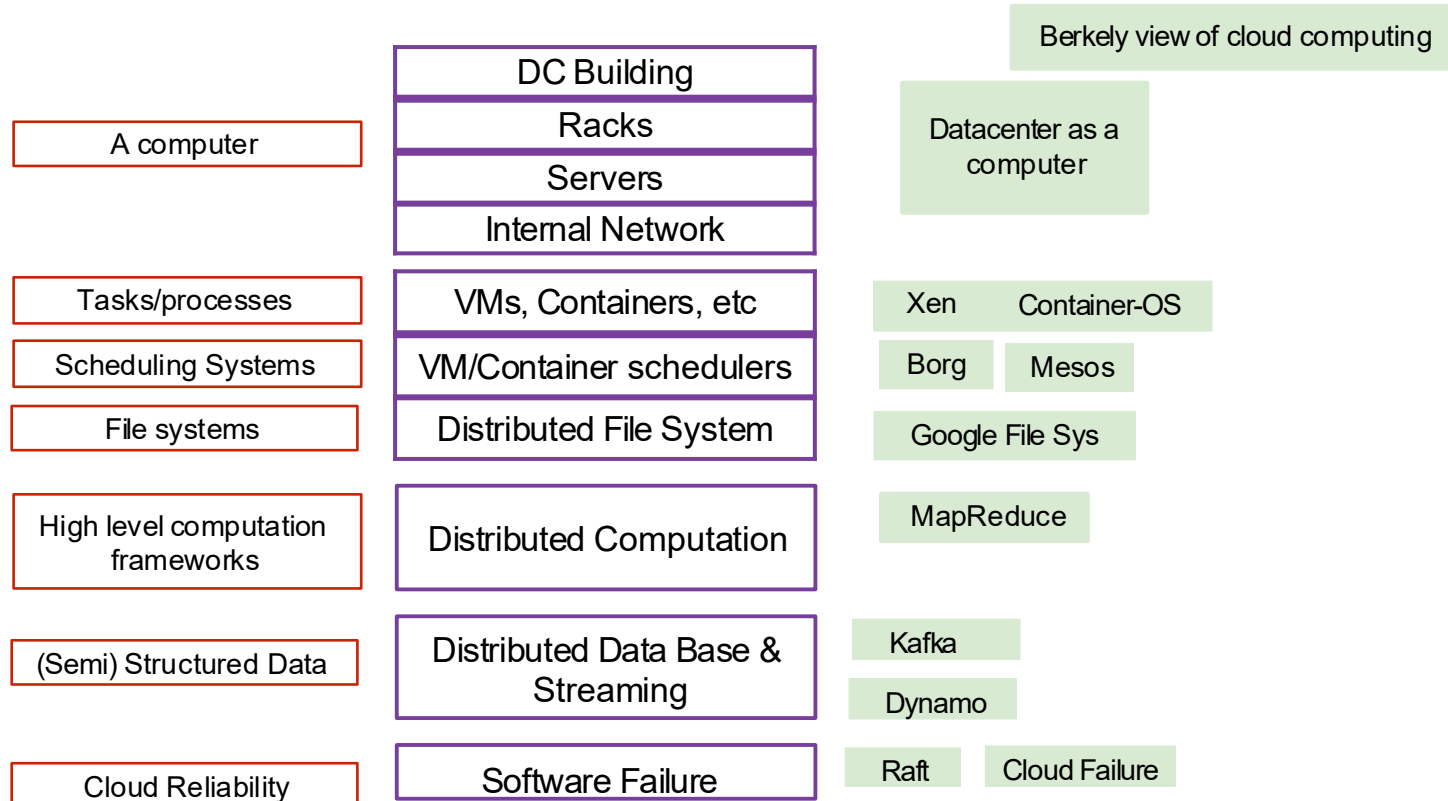 Berkely view of cloud computing
DC Building
A computer
Racks
Datacenter as a
computer
Servers
Internal Network
Tasks/processes
VMs, Containers, etc
Xen
Container-OS
Scheduling Systems
VM/Container schedulers
Borg
Mesos
File systems
Distributed File System
Google File Sys
High level computation
frameworks
Distributed Computation
MapReduce
(Semi) Structured Data
Distributed Data Base &
Streaming
Kafka
Dynamo
Cloud Reliability
Software Failure
Raft
Cloud Failure